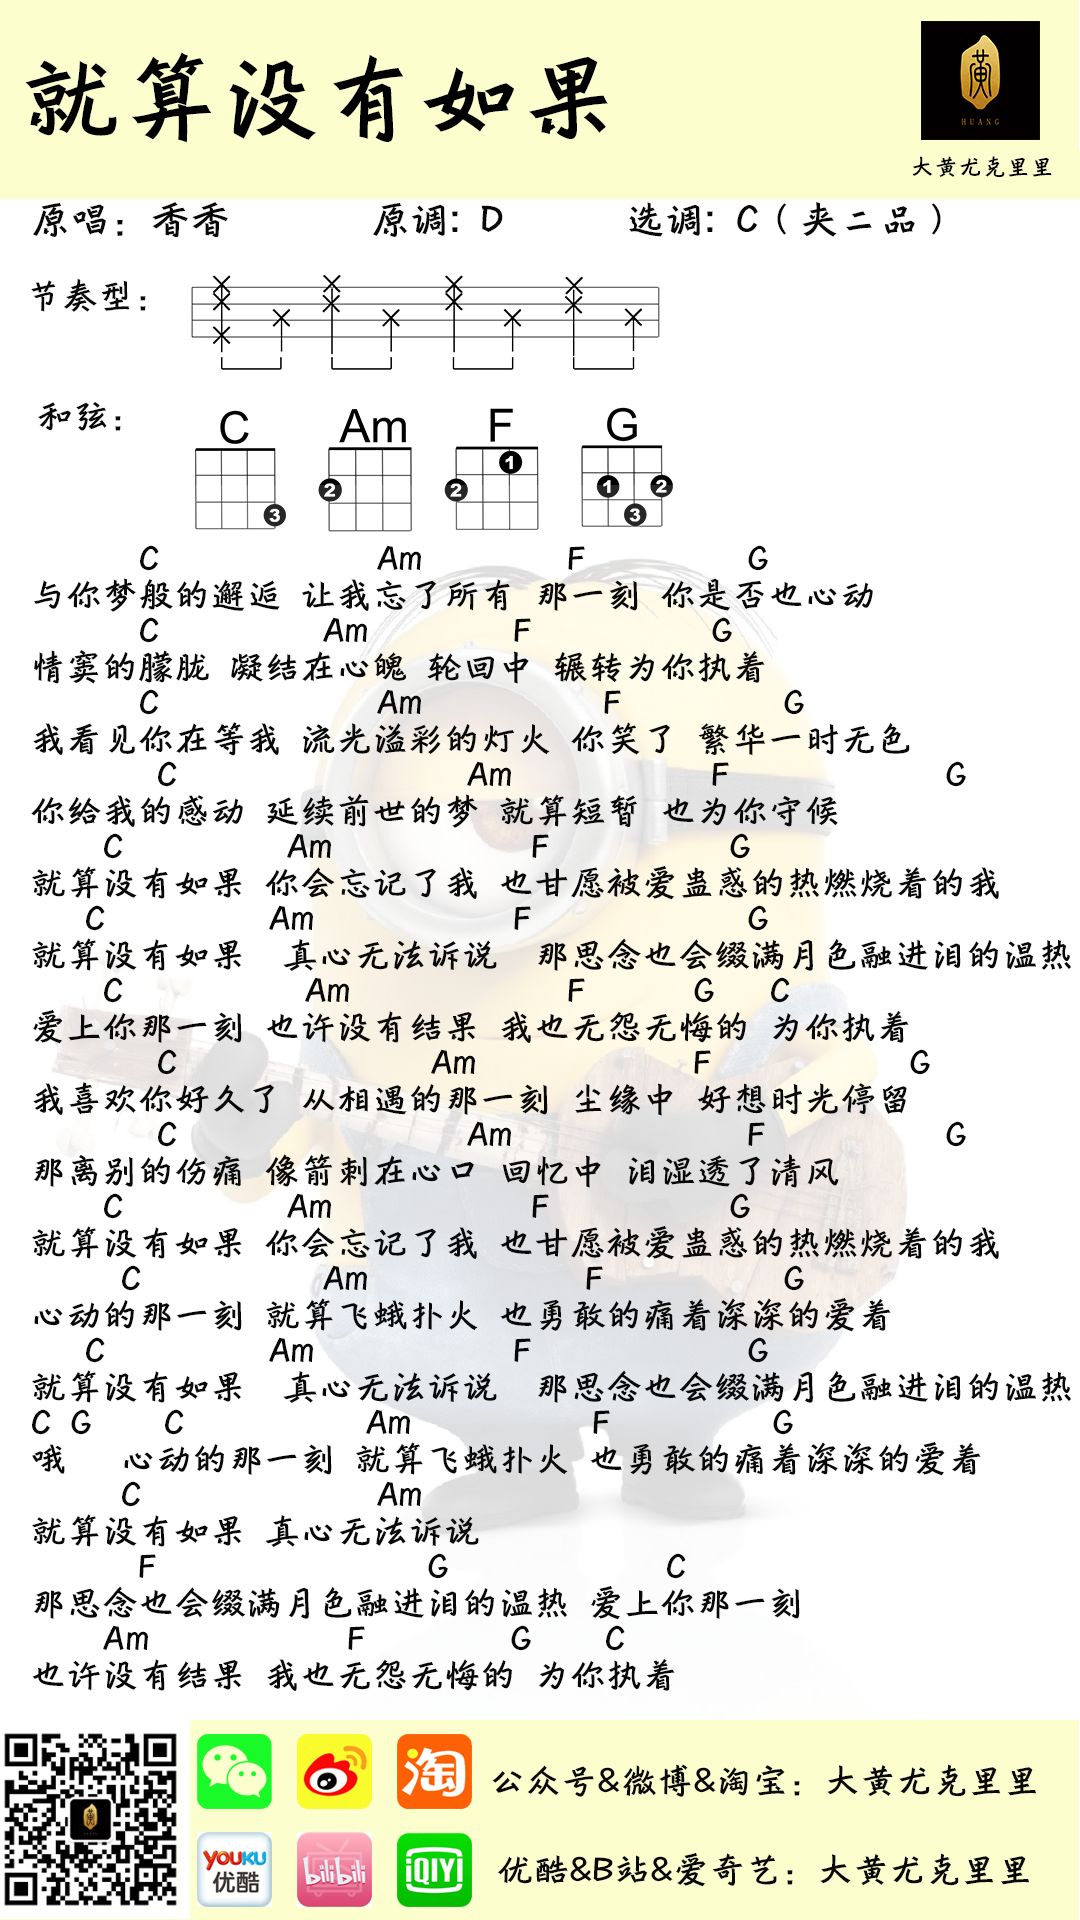 就算没有如果
黄
HUANG
大黄尤克里里
原唱：香香 原调: D 选调: C（夹二品）
节奏型：
和弦：
C Am F G
3 2 2 1 1 2 3
C Am F G
与你梦般的邂逅 让我忘了所有 那一刻 你是否也心动
C Am F G
情窦的朦胧 凝结在心魄 轮回中 辗转为你执着
C Am F G
我看见你在等我 流光溢彩的灯火 你笑了 繁华一时无色
C Am F G
你给我的感动 延续前世的梦 就算短暂 也为你守候
C Am F G
就算没有如果 你会忘记了我 也甘愿被爱蛊惑的热燃烧着的我
C Am F G
就算没有如果 真心无法诉说 那思念也会缀满月色融进泪的温热
C Am F G C
爱上你那一刻 也许没有结果 我也无怨无悔的 为你执着
C Am F G
我喜欢你好久了 从相遇的那一刻 尘缘中 好想时光停留
C Am F G
那离别的伤痛 像箭刺在心口 回忆中 泪湿透了清风
C Am F G
就算没有如果 你会忘记了我 也甘愿被爱蛊惑的热燃烧着的我
C Am F G
心动的那一刻 就算飞蛾扑火 也勇敢的痛着深深的爱着
C Am F G
就算没有如果 真心无法诉说 那思念也会缀满月色融进泪的温热
C G C Am F G
哦 心动的那一刻 就算飞蛾扑火 也勇敢的痛着深深的爱着
C Am
就算没有如果 真心无法诉说
F G C
那思念也会缀满月色融进泪的温热 爱上你那一刻
Am F G C
也许没有结果 我也无怨无悔的 为你执着
淘
公众号&微博&淘宝：大黄尤克里里
YOUKU
优酷
bilibili
iQIYI
优酷&B站&爱奇艺：大黄尤克里里